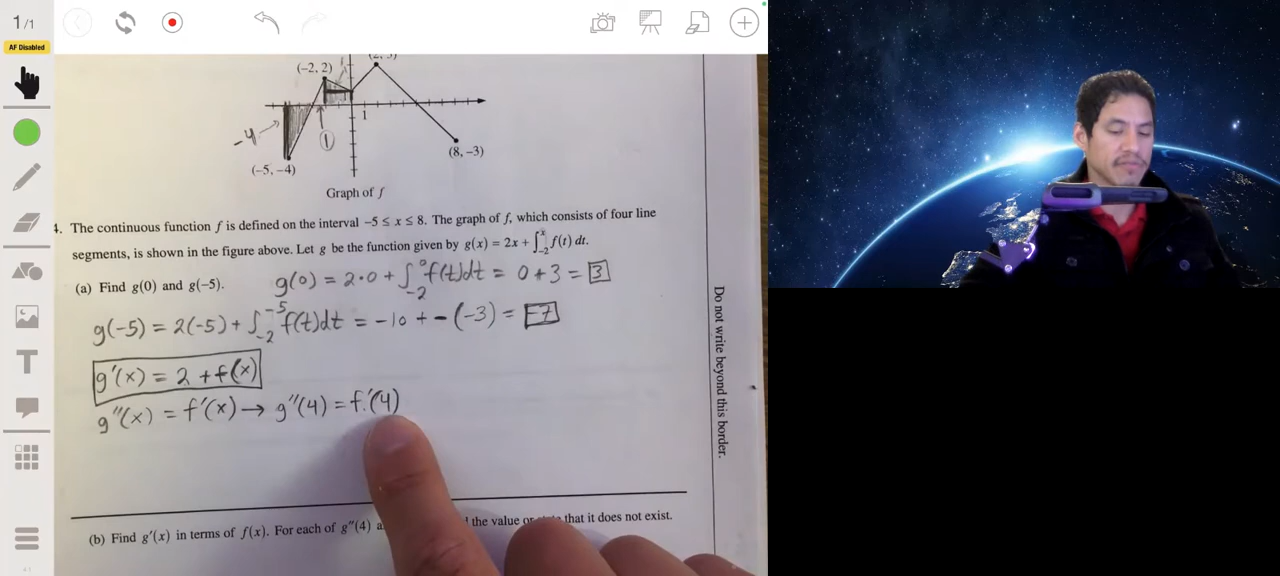 1/1
AF Disabled
(-2, 2)
1
-4
1
(-5, -4)
(8, -3)
Graph of f
4. The continuous function f is defined on the interval -5 ≤ x ≤ 8. The graph of f, which consists of four line
segments, is shown in the figure above. Let g be the function given by g(x) = 2x + ∫_{-2}^{x} f(t) dt.
(a) Find g(0) and g(-5).
g(0) = 2·0 + ∫_{-2}^{0} f(t)dt = 0 + 3 = 3
g(-5) = 2(-5) + ∫_{-2}^{-5} f(t)dt = -10 + -(-3) = -7
g'(x) = 2 + f(x)
g''(x) = f'(x) → g''(4) = f'(4)
(b) Find g'(x) in terms of f(x). For each of g''(4) the value or that it does not exist.
Do not write beyond this border.